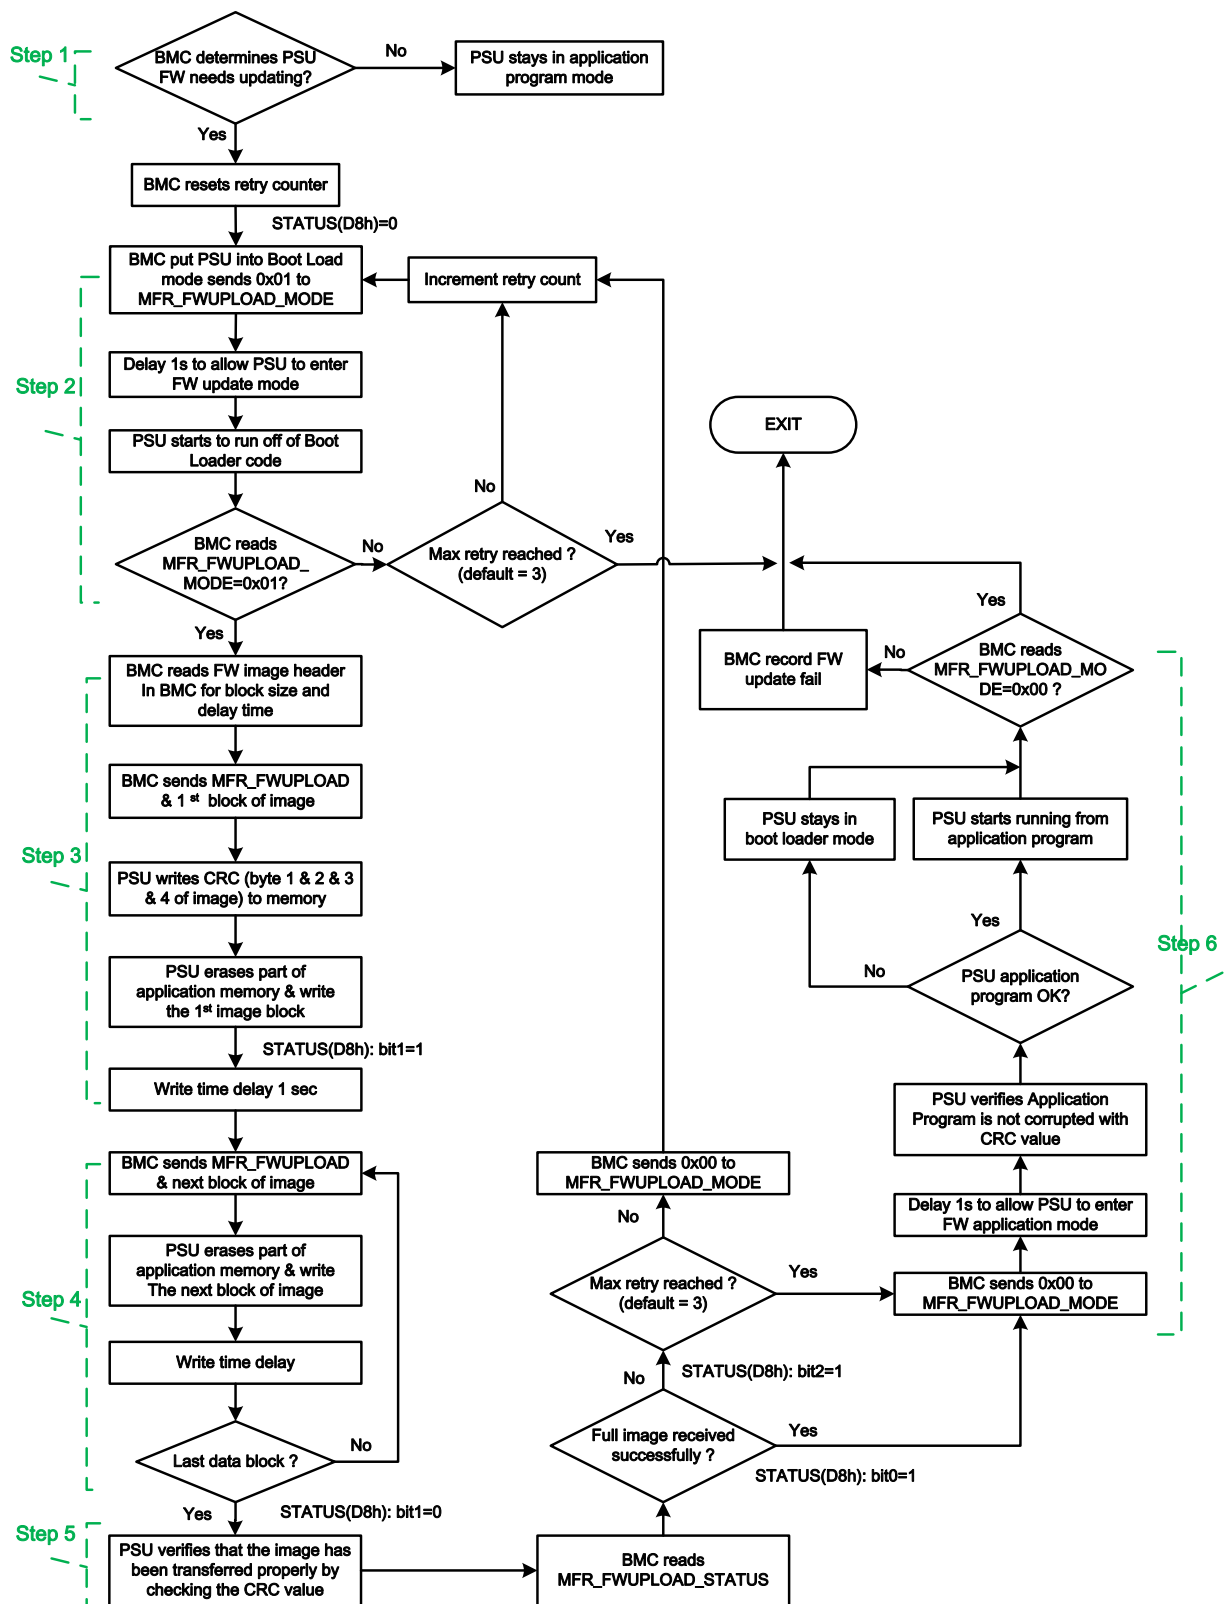 Step 1
BMC determines PSU
FW needs updating?
No
PSU stays in application
program mode
Yes
BMC resets retry counter
STATUS(D8h)=0
BMC put PSU into Boot Load
mode sends 0x01 to
MFR_FWUPLOAD_MODE
Increment retry count
Delay 1s to allow PSU to enter
FW update mode
Step 2
PSU starts to run off of Boot
Loader code
EXIT
No
BMC reads
MFR_FWUPLOAD_
MODE=0x01?
No
Max retry reached ?
(default = 3)
Yes
Yes
Yes
BMC reads FW image header
In BMC for block size and
delay time
BMC record FW
update fail
No
BMC reads
MFR_FWUPLOAD_MO
DE=0x00 ?
BMC sends MFR_FWUPLOAD
& 1 st block of image
PSU stays in
boot loader mode
PSU starts running from
application program
Step 3
PSU writes CRC (byte 1 & 2 & 3
& 4 of image) to memory
Yes
Step 6
PSU erases part of
application memory & write
the 1st image block
No
PSU application
program OK?
STATUS(D8h): bit1=1
Write time delay 1 sec
PSU verifies Application
Program is not corrupted with
CRC value
BMC sends MFR_FWUPLOAD
& next block of image
BMC sends 0x00 to
MFR_FWUPLOAD_MODE
Delay 1s to allow PSU to enter
FW application mode
No
PSU erases part of
application memory & write
The next block of image
Max retry reached ?
(default = 3)
Yes
BMC sends 0x00 to
MFR_FWUPLOAD_MODE
Step 4
Write time delay
No
STATUS(D8h): bit2=1
Last data block ?
No
Full image received
successfully ?
Yes
STATUS(D8h): bit0=1
Yes
STATUS(D8h): bit1=0
Step 5
PSU verifies that the image has
been transferred properly by
checking the CRC value
BMC reads
MFR_FWUPLOAD_STATUS